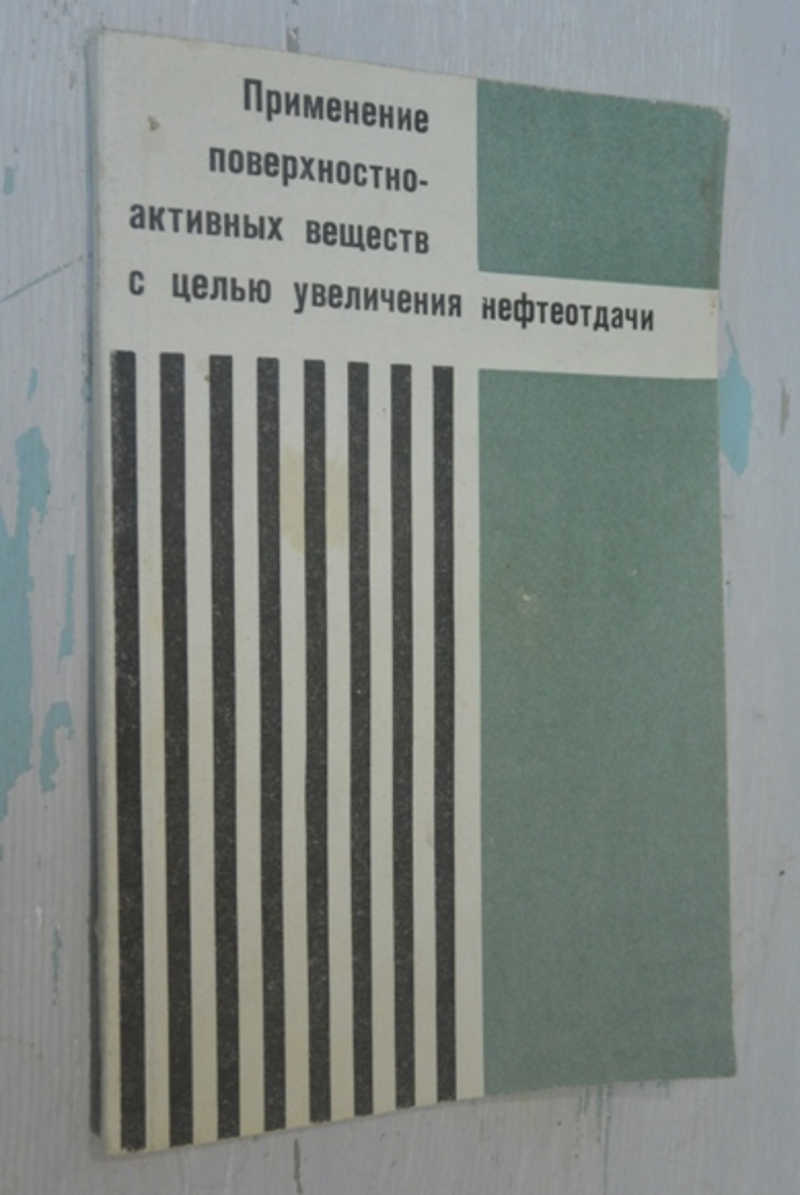 Применение
поверхностно-
активных веществ
с целью увеличения нефтеотдачи